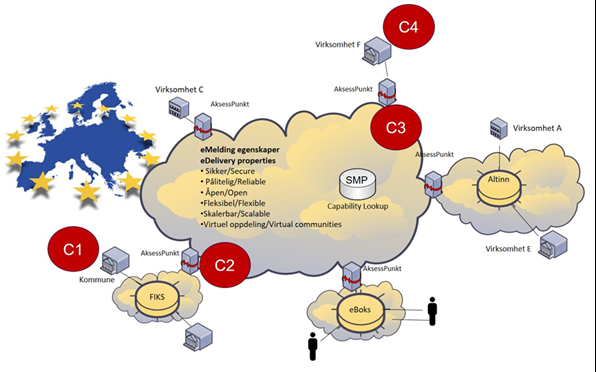 C4
Virksomhet F
Virksomhet C
AksessPunkt
AksessPunkt
C3
eMelding egenskaper
eDelivery properties
• Sikker/Secure
• Pålitelig/Reliable
• Åpen/Open
•Fleksibel/Flexible
•Skalerbar/Scalable
•Virtuel oppdeling/Virtual communities
SMP
Capability Lookup
Virksomhet A
AksessPunkt
Altinn
Virksomhet E
C1
Kommune
AksessPunkt
C2
FIKS
AksessPunkt
eBoks